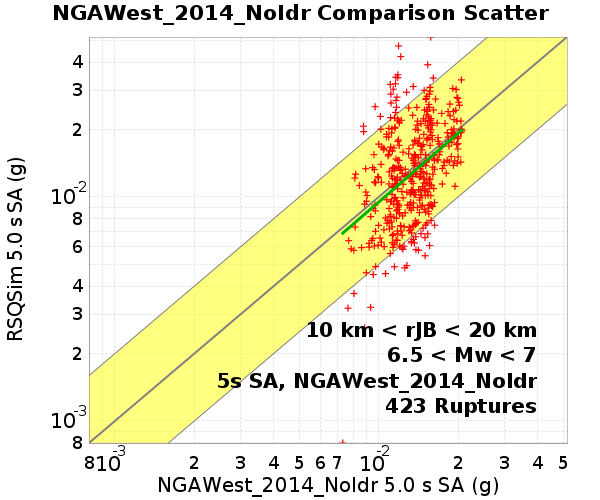 NGAWest_2014_NoIdr Comparison Scatter
4
3
2
10⁻²
8
6
4
3
2
10⁻³
8
RSQSim 5.0 s SA (g)
10 km < rJB < 20 km
6.5 < Mw < 7
5s SA, NGAWest_2014_NoIdr
423 Ruptures
8 10⁻³ 2 3 4 5 6 7 10⁻² 2 3 4 5
NGAWest_2014_NoIdr 5.0 s SA (g)